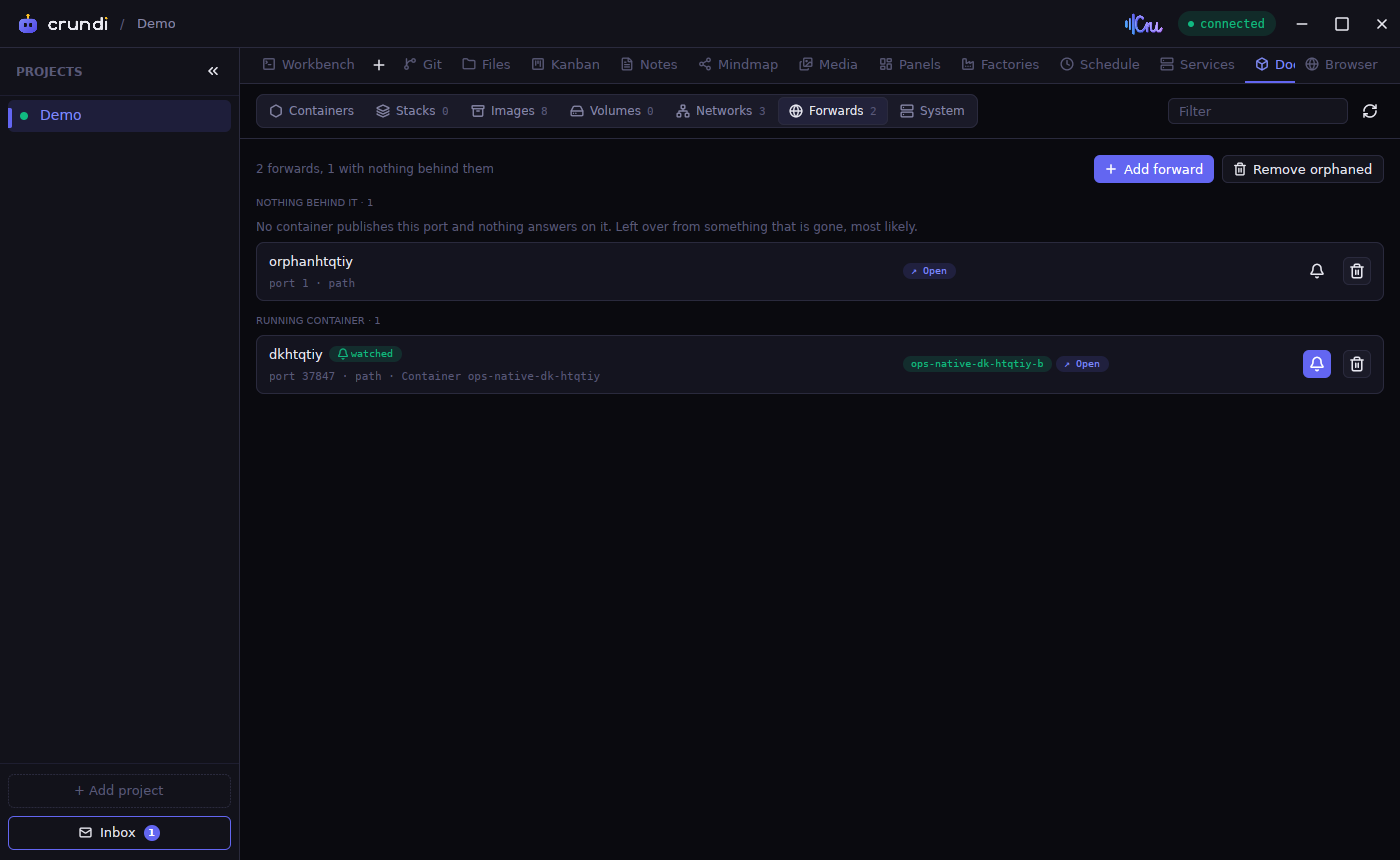 crundi / Demo
Cru
connected
PROJECTS
Demo
Workbench Git Files Kanban Notes Mindmap Media Panels Factories Schedule Services Doc Browser
Containers Stacks 0 Images 8 Volumes 0 Networks 3 Forwards 2 System
Filter
2 forwards, 1 with nothing behind them
+ Add forward
Remove orphaned
NOTHING BEHIND IT · 1
No container publishes this port and nothing answers on it. Left over from something that is gone, most likely.
orphanhtqtiy
port 1 · path
↗ Open
RUNNING CONTAINER · 1
dkhtqtiy watched
port 37847 · path · Container ops-native-dk-htqtiy
ops-native-dk-htqtiy-b ↗ Open
+ Add project
Inbox 1